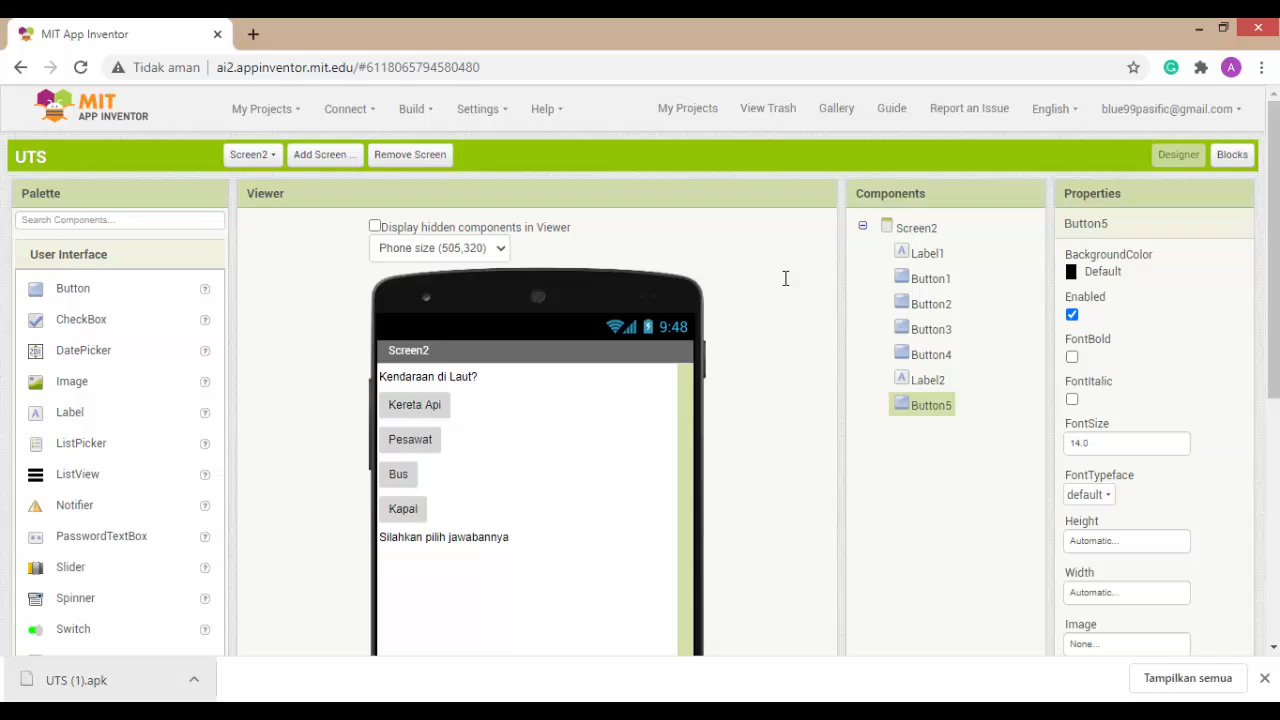 MIT App Inventor
Tidak aman
ai2.appinventor.mit.edu/#6118065794580480
A
MIT
APP INVENTOR
My Projects
Connect
Build
Settings
Help
My Projects
View Trash
Gallery
Guide
Report an Issue
English
blue99pasific@gmail.com
UTS
Screen2
Add Screen ...
Remove Screen
Designer
Blocks
Palette
Search Components...
User Interface
Button
CheckBox
DatePicker
Image
Label
ListPicker
ListView
Notifier
PasswordTextBox
Slider
Spinner
Switch
Viewer
Display hidden components in Viewer
Phone size (505,320)
9:48
Screen2
Kendaraan di Laut?
Kereta Api
Pesawat
Bus
Kapal
Silahkan pilih jawabannya
Components
Screen2
Label1
Button1
Button2
Button3
Button4
Label2
Button5
Properties
Button5
BackgroundColor
Default
Enabled
FontBold
FontItalic
FontSize
14.0
FontTypeface
default
Height
Automatic...
Width
Automatic...
Image
None...
UTS (1).apk
Tampilkan semua